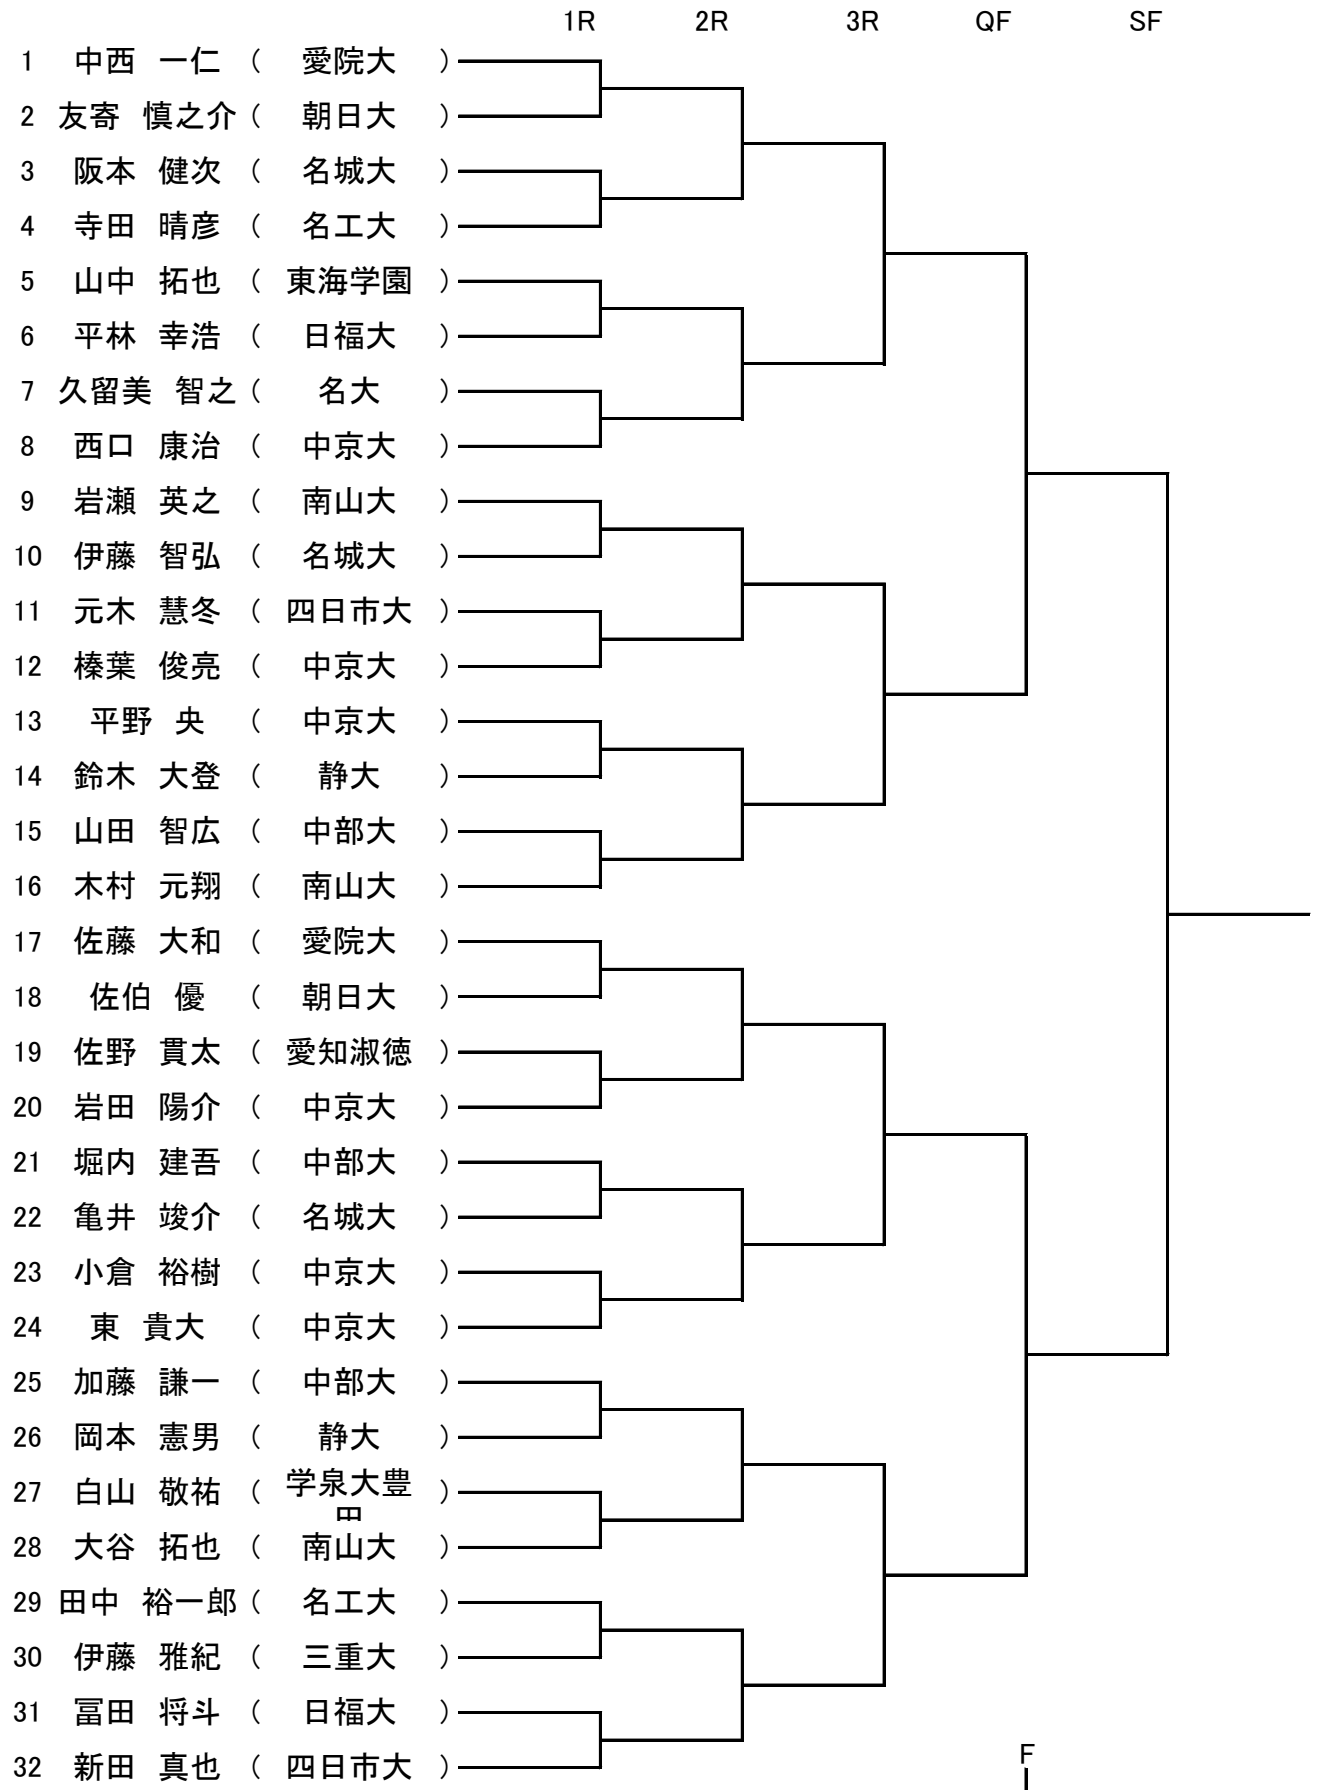 1R 2R 3R QF SF
1 中西 一仁 ( 愛院大 )
2 友寄 慎之介 ( 朝日大 )
3 阪本 健次 ( 名城大 )
4 寺田 晴彦 ( 名工大 )
5 山中 拓也 ( 東海学園 )
6 平林 幸浩 ( 日福大 )
7 久留美 智之 ( 名大 )
8 西口 康治 ( 中京大 )
9 岩瀬 英之 ( 南山大 )
10 伊藤 智弘 ( 名城大 )
11 元木 慧冬 ( 四日市大 )
12 榛葉 俊亮 ( 中京大 )
13 平野 央 ( 中京大 )
14 鈴木 大登 ( 静大 )
15 山田 智広 ( 中部大 )
16 木村 元翔 ( 南山大 )
17 佐藤 大和 ( 愛院大 )
18 佐伯 優 ( 朝日大 )
19 佐野 貫太 ( 愛知淑徳 )
20 岩田 陽介 ( 中京大 )
21 堀内 建吾 ( 中部大 )
22 亀井 竣介 ( 名城大 )
23 小倉 裕樹 ( 中京大 )
24 東 貴大 ( 中京大 )
25 加藤 謙一 ( 中部大 )
26 岡本 憲男 ( 静大 )
27 白山 敬祐 ( 学泉大豊田 )
28 大谷 拓也 ( 南山大 )
29 田中 裕一郎 ( 名工大 )
30 伊藤 雅紀 ( 三重大 )
31 冨田 将斗 ( 日福大 )
32 新田 真也 ( 四日市大 )
F